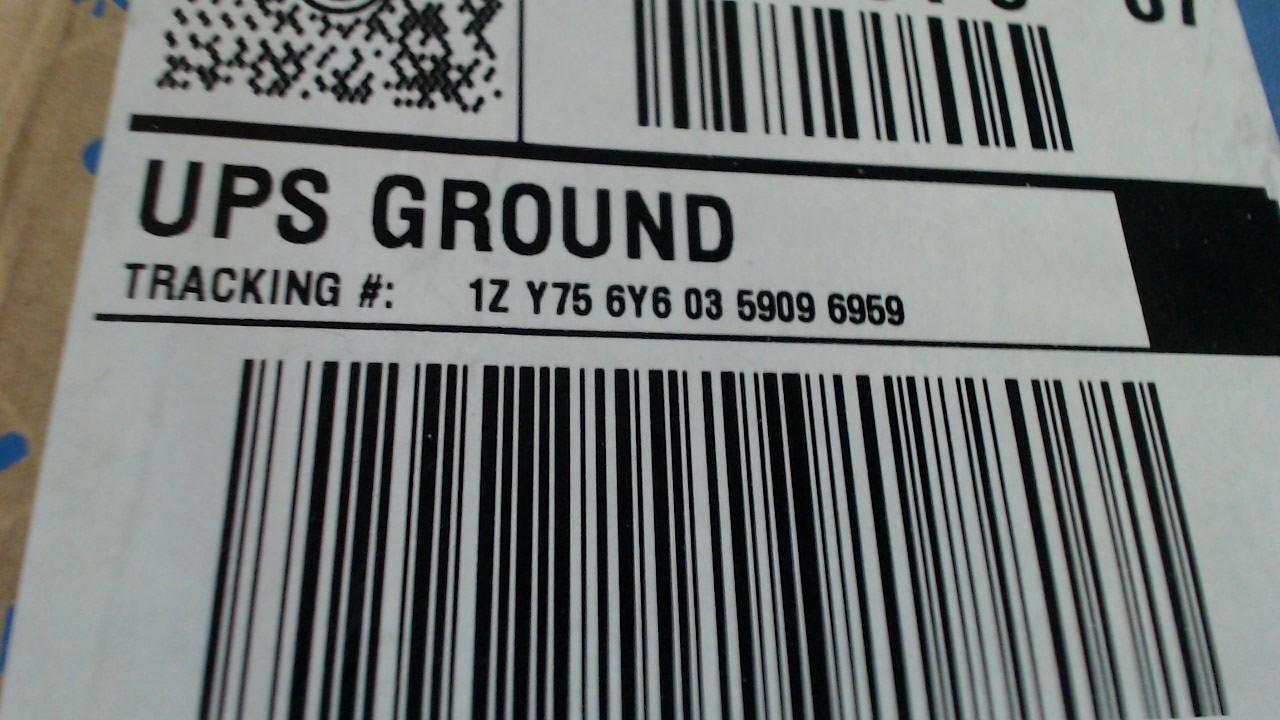 UPS GROUND
TRACKING #: 1Z Y75 6Y6 03 5909 6959